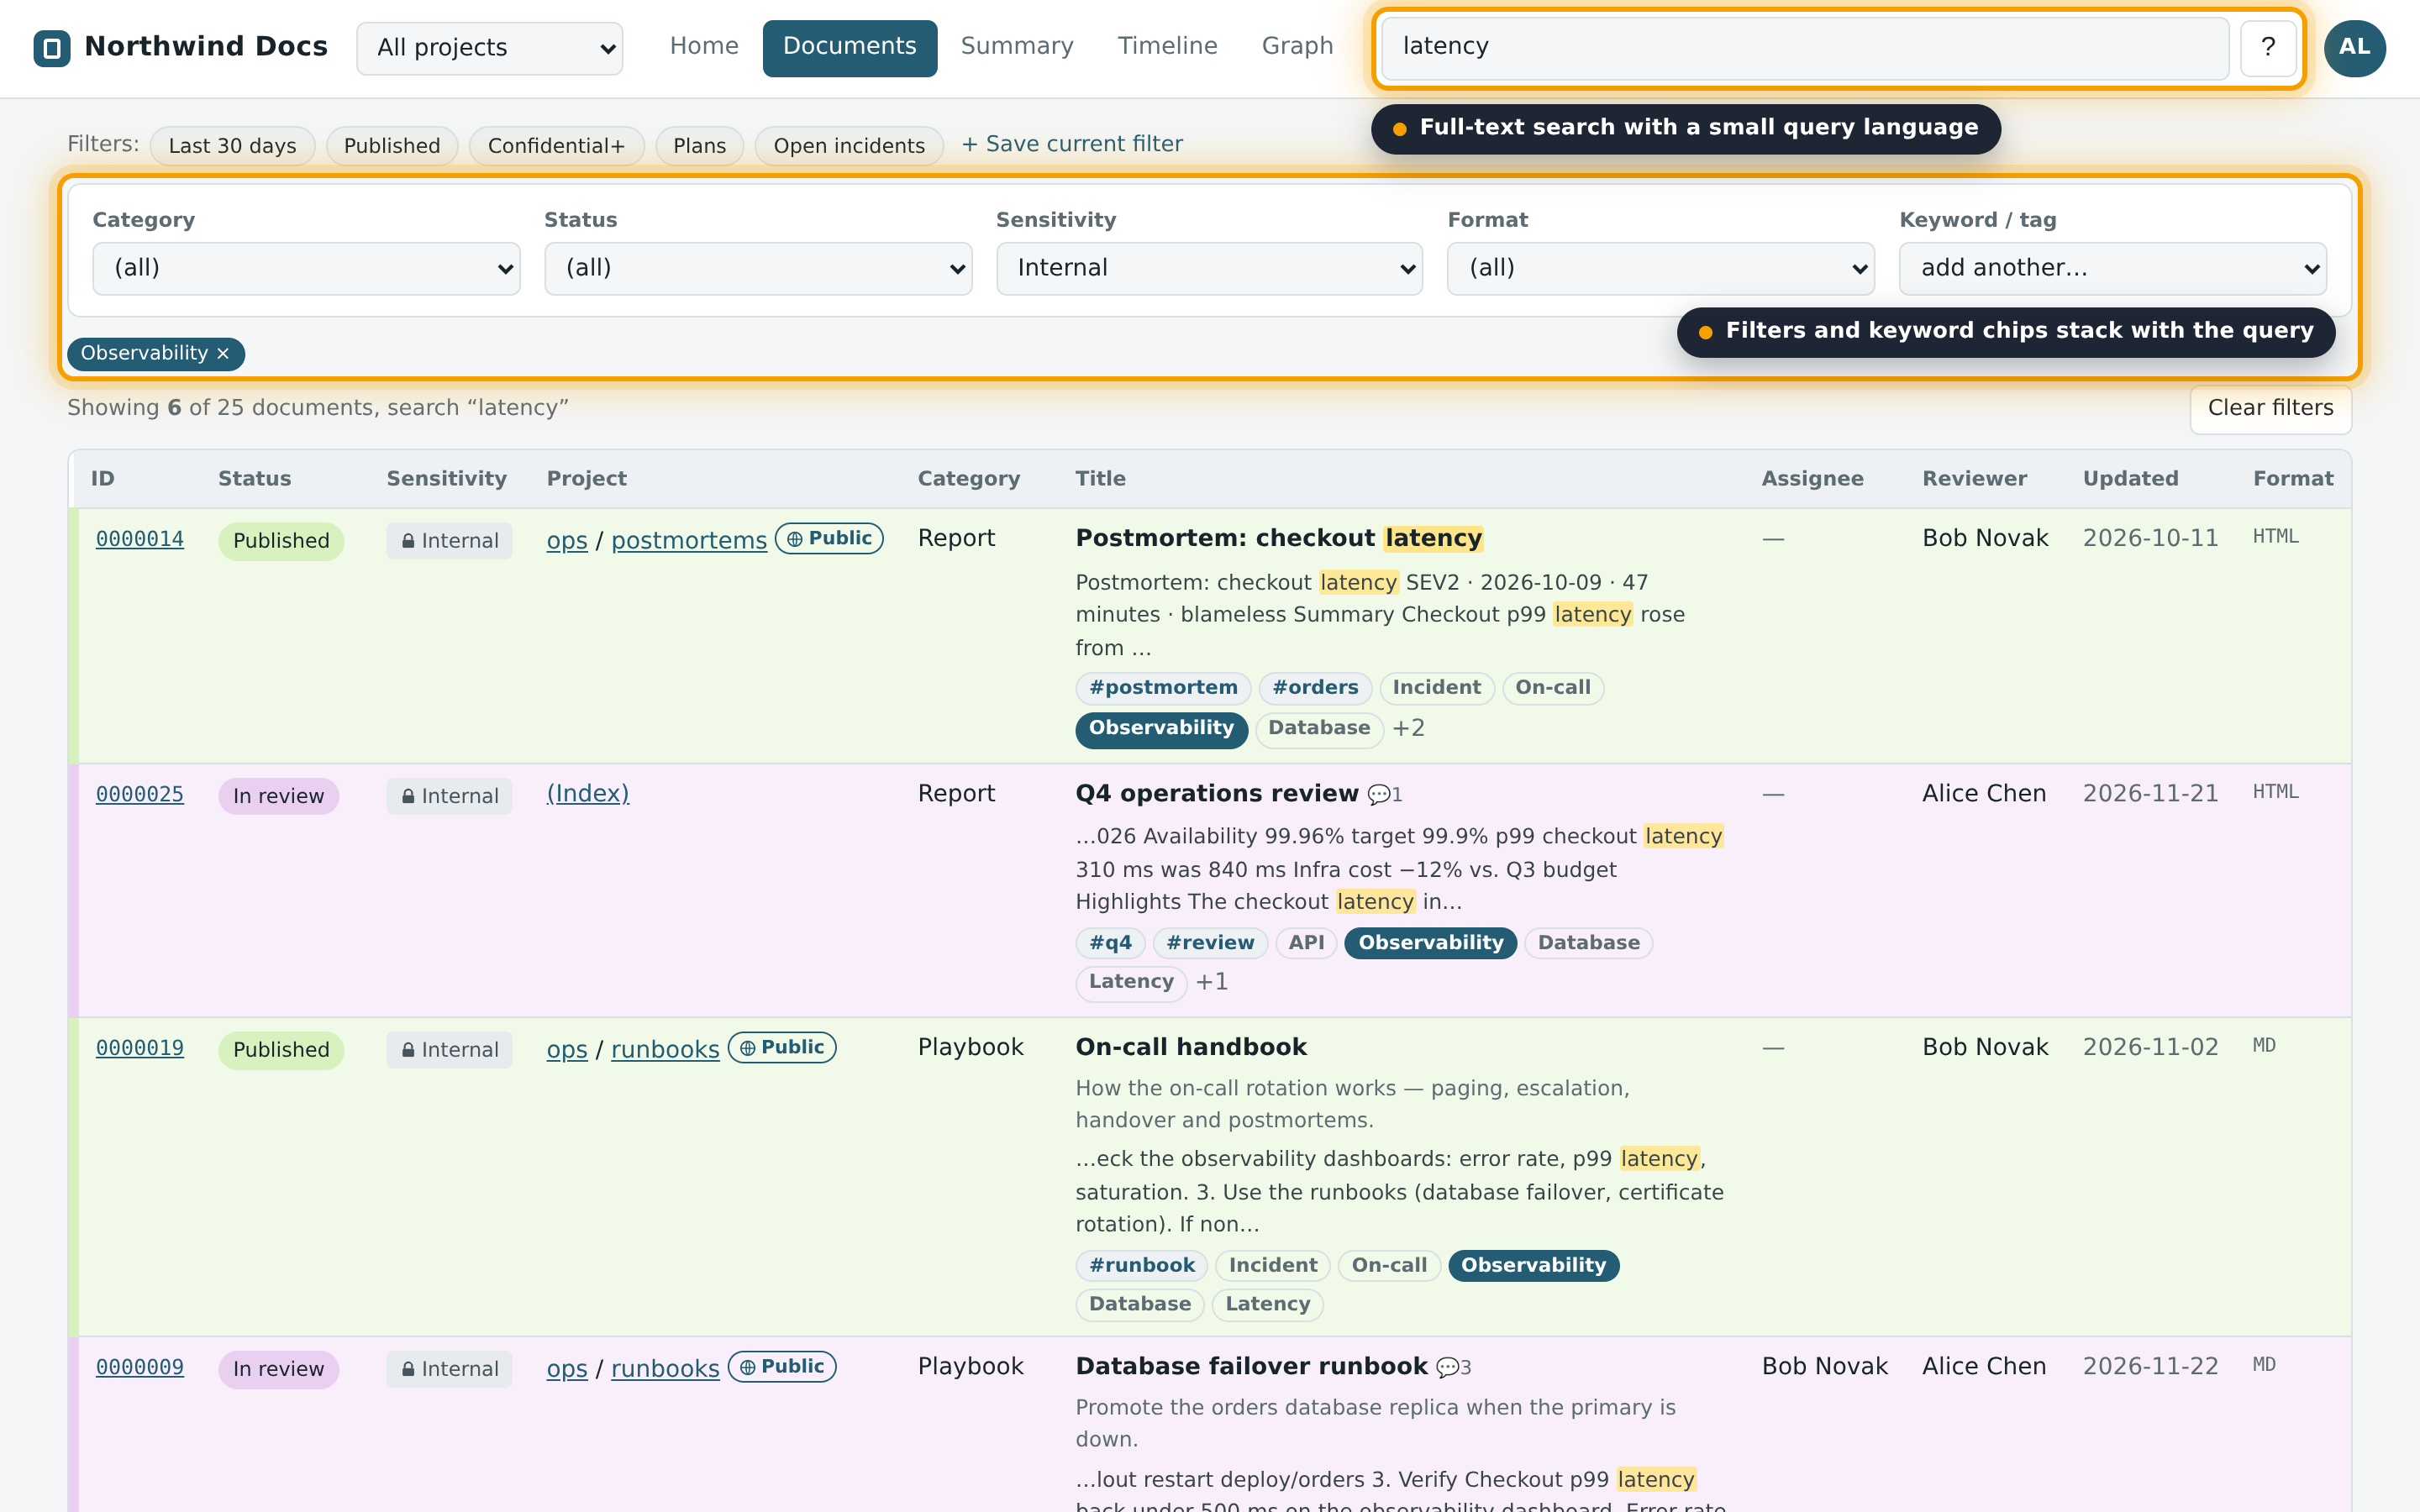 Northwind Docs
All projects
Home
Documents
Summary
Timeline
Graph
latency
?
AL
Full-text search with a small query language
Filters:
Last 30 days
Published
Confidential+
Plans
Open incidents
+ Save current filter
Category
Status
Sensitivity
Format
Keyword / tag
(all)
(all)
Internal
(all)
add another…
Filters and keyword chips stack with the query
Observability ×
Showing 6 of 25 documents, search “latency”
Clear filters
ID
Status
Sensitivity
Project
Category
Title
Assignee
Reviewer
Updated
Format
0000014
Published
Internal
ops / postmortems
Public
Report
Postmortem: checkout latency
—
Bob Novak
2026-10-11
HTML
Postmortem: checkout latency SEV2 · 2026-10-09 · 47
minutes · blameless Summary Checkout p99 latency rose
from …
#postmortem #orders Incident On-call
Observability Database +2
0000025
In review
Internal
(Index)
Report
Q4 operations review 💬1
—
Alice Chen
2026-11-21
HTML
…026 Availability 99.96% target 99.9% p99 checkout latency
310 ms was 840 ms Infra cost −12% vs. Q3 budget
Highlights The checkout latency in…
#q4 #review API Observability Database
Latency +1
0000019
Published
Internal
ops / runbooks
Public
Playbook
On-call handbook
—
Bob Novak
2026-11-02
MD
How the on-call rotation works — paging, escalation,
handover and postmortems.
…eck the observability dashboards: error rate, p99 latency,
saturation. 3. Use the runbooks (database failover, certificate
rotation). If non…
#runbook Incident On-call Observability
Database Latency
0000009
In review
Internal
ops / runbooks
Public
Playbook
Database failover runbook 💬3
Bob Novak
Alice Chen
2026-11-22
MD
Promote the orders database replica when the primary is
down.
…lout restart deploy/orders 3. Verify Checkout p99 latency
back under 500 ms on the observability dashboard. Error rate